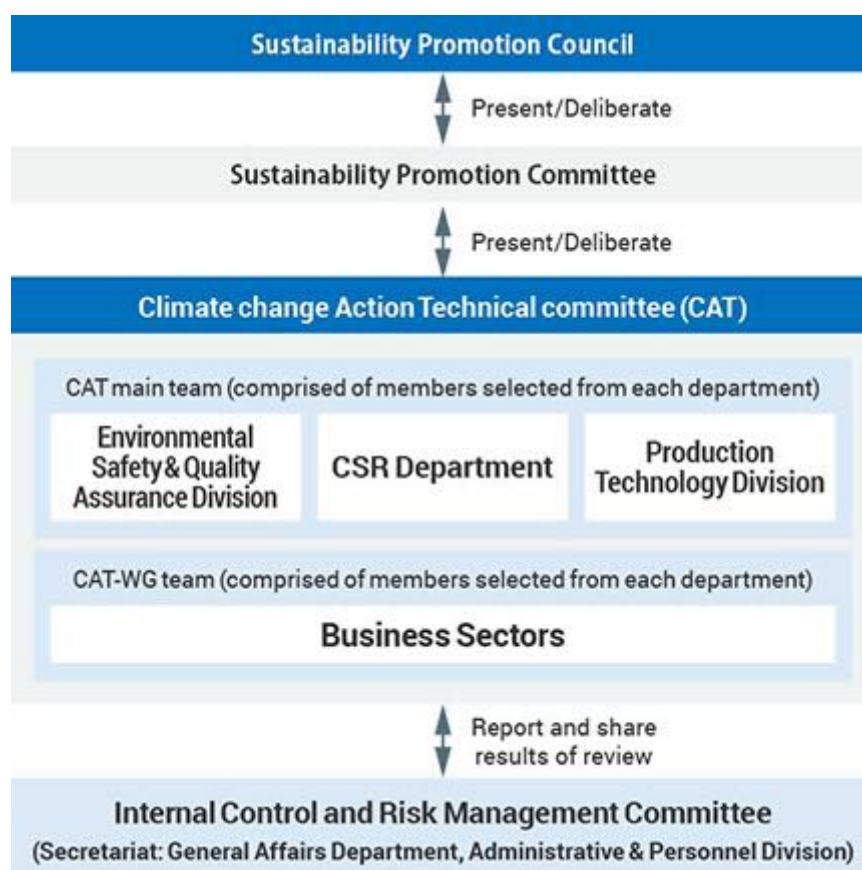 Sustainability Promotion Council
Present/Deliberate
Sustainability Promotion Committee
Present/Deliberate
Climate change Action Technical committee (CAT)
CAT main team (comprised of members selected from each department)
Environmental
Safety & Quality
Assurance Division
CSR Department
Production
Technology Division
CAT-WG team (comprised of members selected from each department)
Business Sectors
Report and share
results of review
Internal Control and Risk Management Committee
(Secretariat: General Affairs Department, Administrative & Personnel Division)